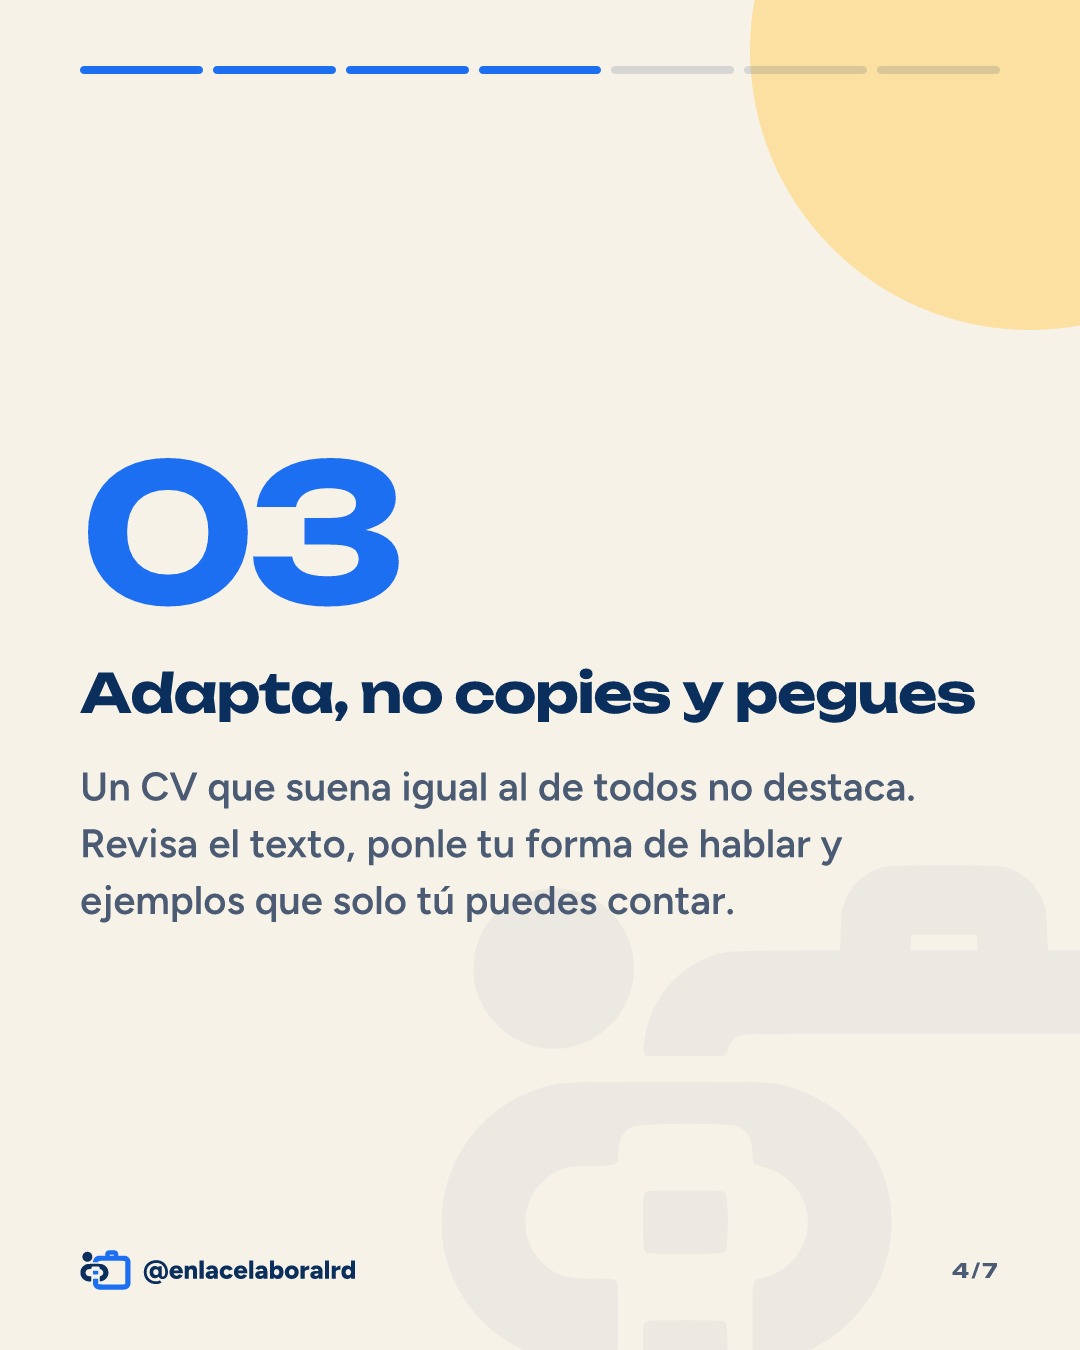 03
Adapta, no copies y pegues
Un CV que suena igual al de todos no destaca.
Revisa el texto, ponle tu forma de hablar y
ejemplos que solo tú puedes contar.
@enlacelaboralrd
4/7